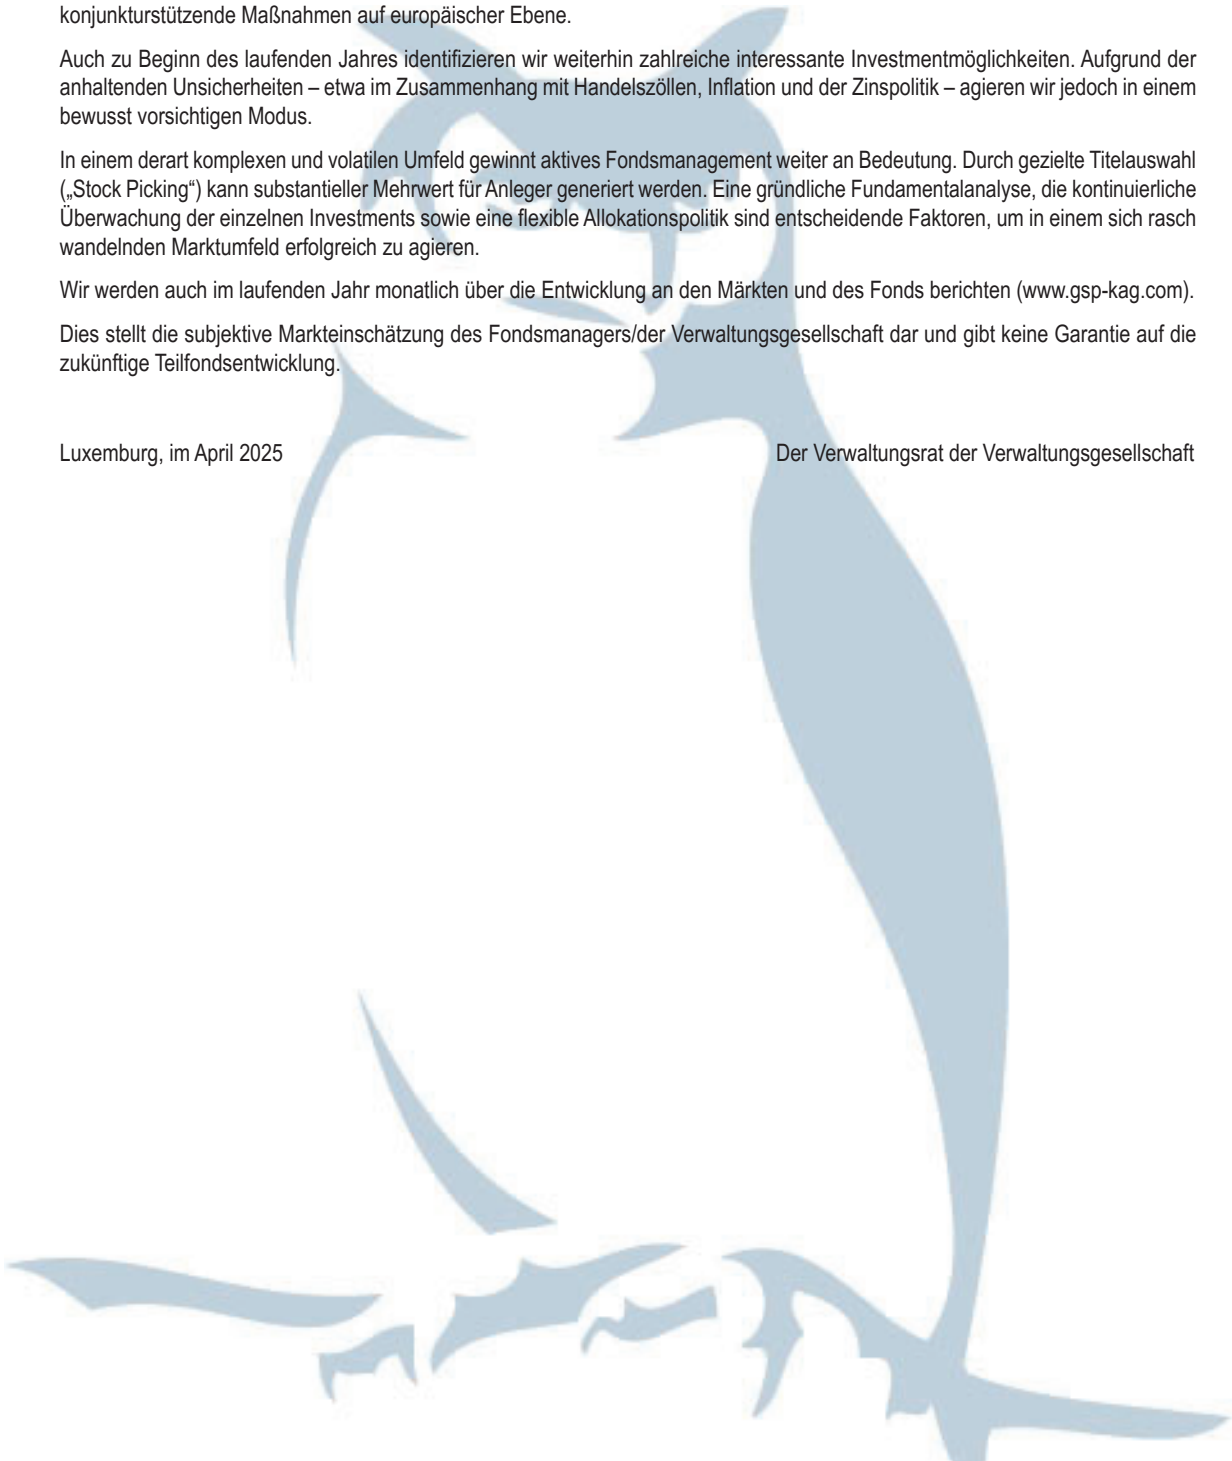 konjunkturstützende Maßnahmen auf europäischer Ebene.
Auch zu Beginn des laufenden Jahres identifizieren wir weiterhin zahlreiche interessante Investmentmöglichkeiten. Aufgrund der
anhaltenden Unsicherheiten – etwa im Zusammenhang mit Handelszöllen, Inflation und der Zinspolitik – agieren wir jedoch in einem
bewusst vorsichtigen Modus.
In einem derart komplexen und volatilen Umfeld gewinnt aktives Fondsmanagement weiter an Bedeutung. Durch gezielte Titelauswahl
(„Stock Picking“) kann substantieller Mehrwert für Anleger generiert werden. Eine gründliche Fundamentalanalyse, die kontinuierliche
Überwachung der einzelnen Investments sowie eine flexible Allokationspolitik sind entscheidende Faktoren, um in einem sich rasch
wandelnden Marktumfeld erfolgreich zu agieren.
Wir werden auch im laufenden Jahr monatlich über die Entwicklung an den Märkten und des Fonds berichten (www.gsp-kag.com).
Dies stellt die subjektive Markteinschätzung des Fondsmanagers/der Verwaltungsgesellschaft dar und gibt keine Garantie auf die
zukünftige Teilfondsentwicklung.
Luxemburg, im April 2025 Der Verwaltungsrat der Verwaltungsgesellschaft